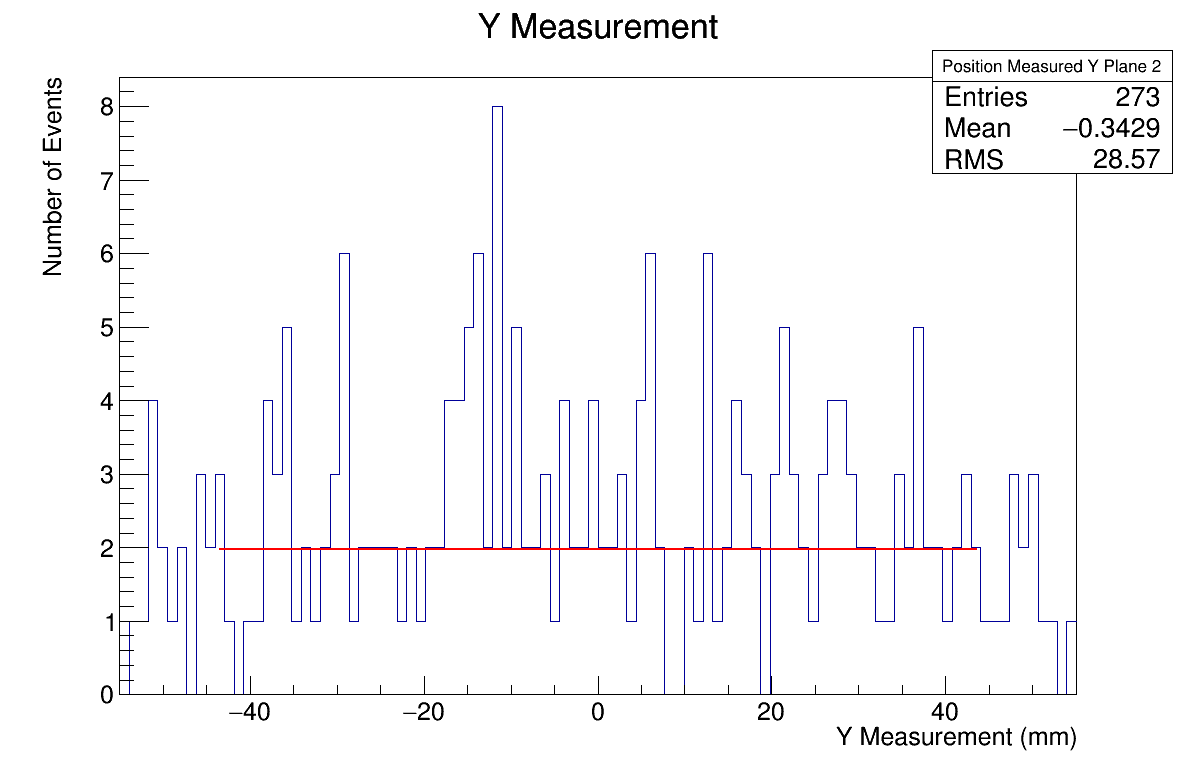 Y Measurement
Position Measured Y Plane 2
Entries 273
Mean −0.3429
RMS 28.57
Number of Events
8
7
6
5
4
3
2
1
0
−40 −20 0 20 40
Y Measurement (mm)